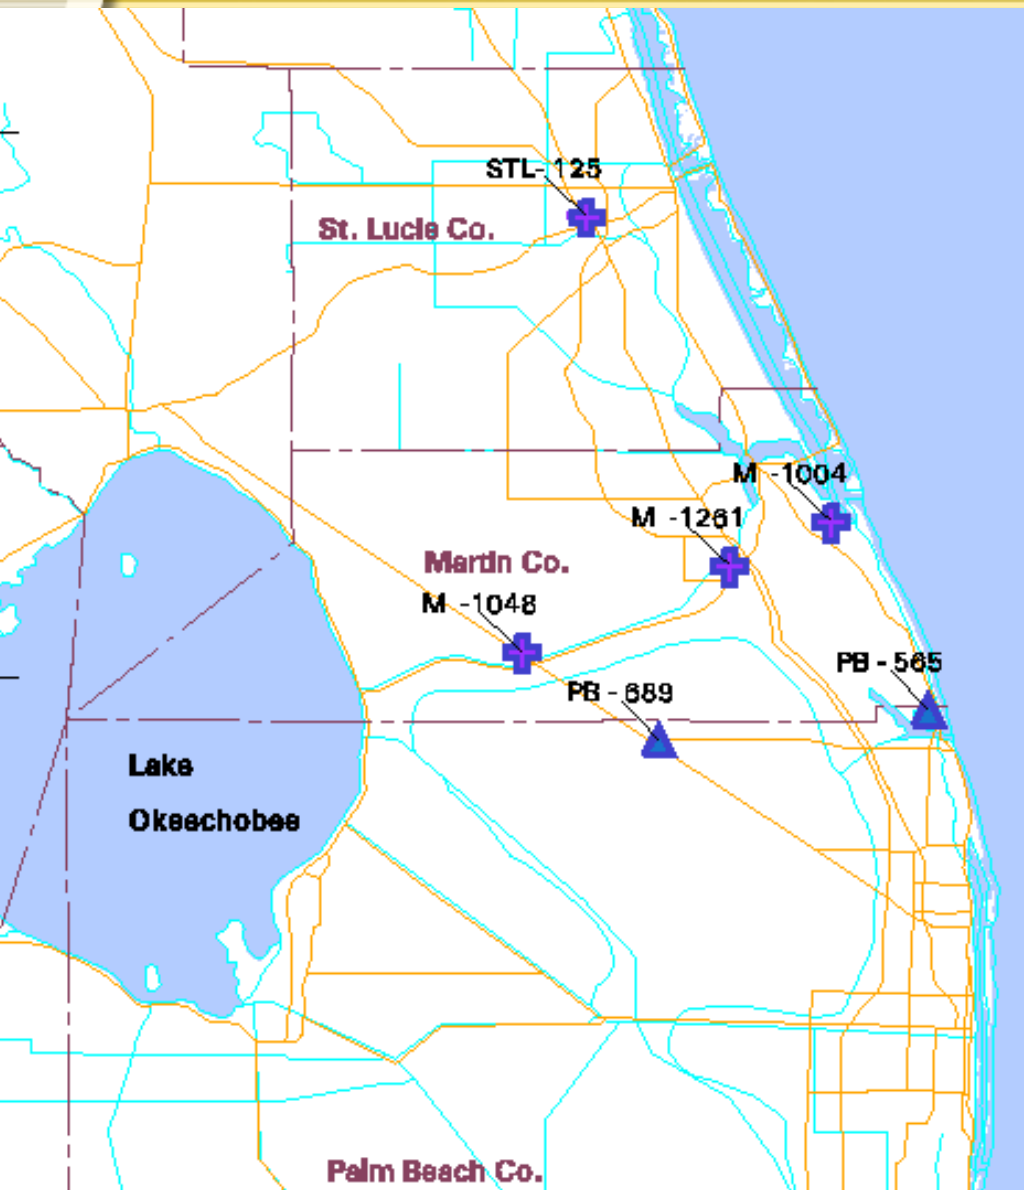 STL- 125
St. Lucie Co.
M -1004
M -1261
Martin Co.
M -1048
PB - 565
PB - 689
Lake
Okeechobee
Palm Beach Co.